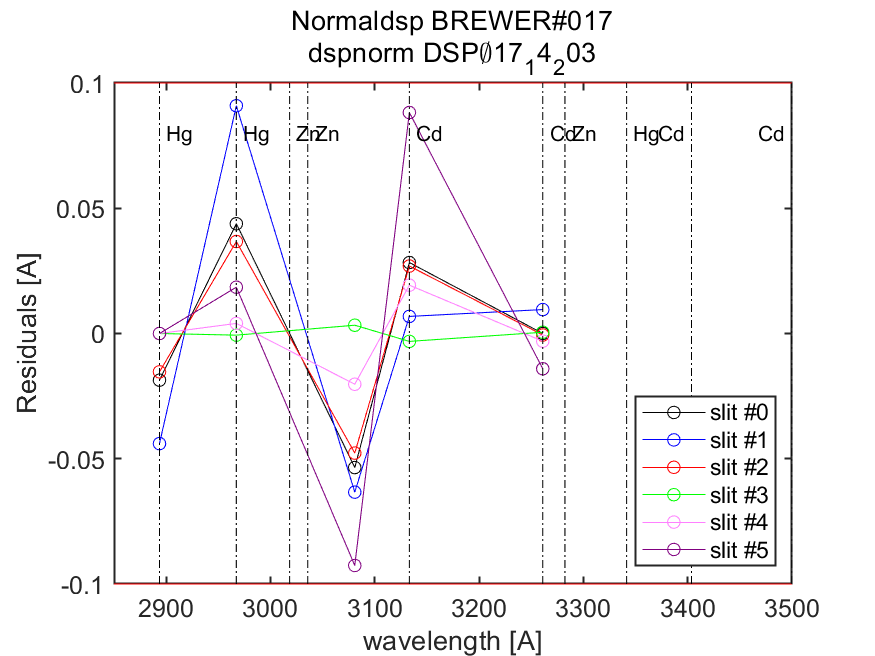 Normaldsp BREWER#017
dspnorm DSP∅17₁4₂03
0.1
0.05
0
-0.05
-0.1
Residuals [A]
Hg Hg Zn Zn Cd Cd Zn Hg Cd Cd
slit #0
slit #1
slit #2
slit #3
slit #4
slit #5
2900 3000 3100 3200 3300 3400 3500
wavelength [A]